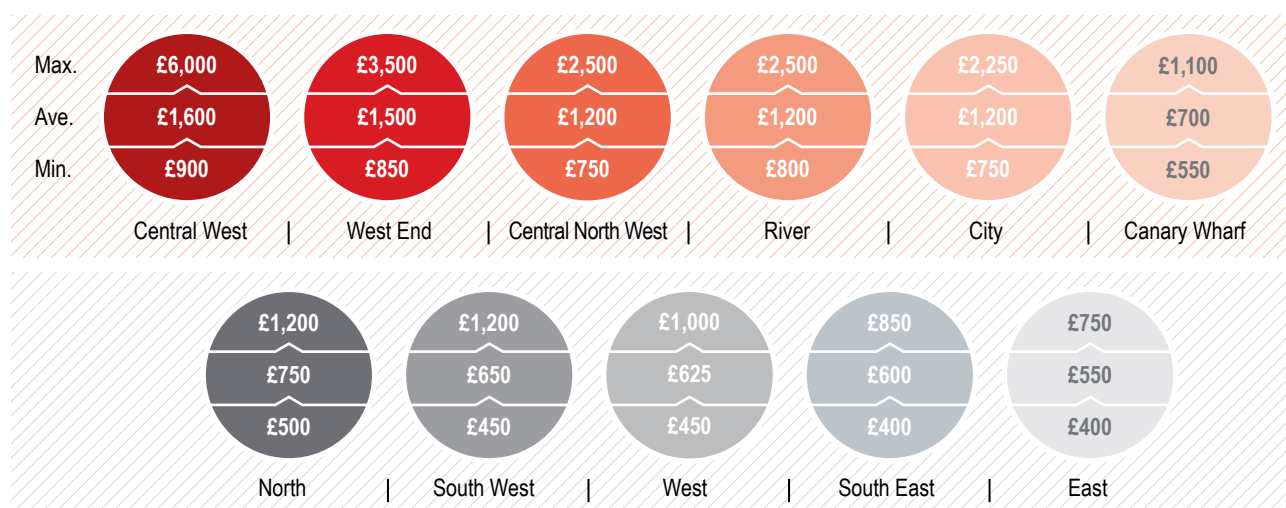 Max. £6,000 £3,500 £2,500 £2,500 £2,250 £1,100
Ave. £1,600 £1,500 £1,200 £1,200 £1,200 £700
Min. £900 £850 £750 £800 £750 £550
Central West | West End | Central North West | River | City | Canary Wharf
£1,200 £1,200 £1,000 £850 £750
£750 £650 £625 £600 £550
£500 £450 £450 £400 £400
North | South West | West | South East | East